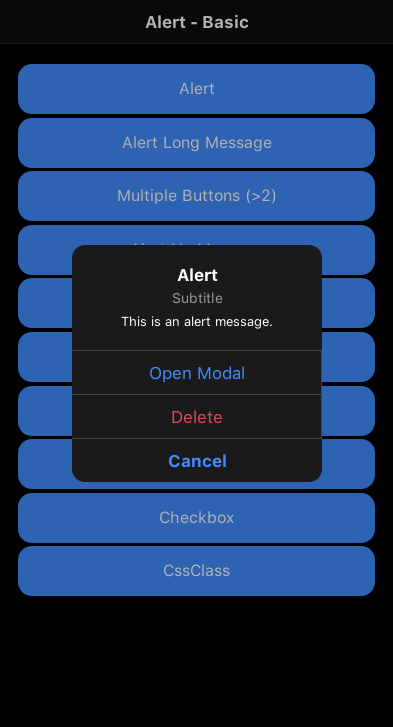 Alert - Basic
Alert
Alert Long Message
Multiple Buttons (>2)
Alert
Subtitle
This is an alert message.
Open Modal
Delete
Cancel
Checkbox
CssClass